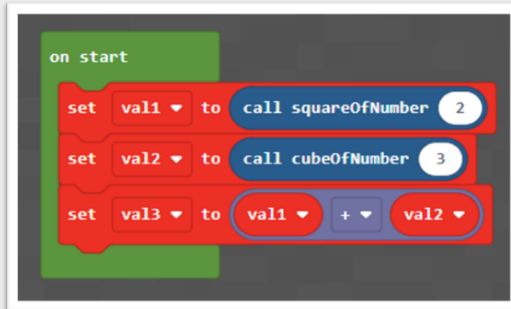 on start
set val1 to call squareOfNumber 2
set val2 to call cubeOfNumber 3
set val3 to val1 + val2